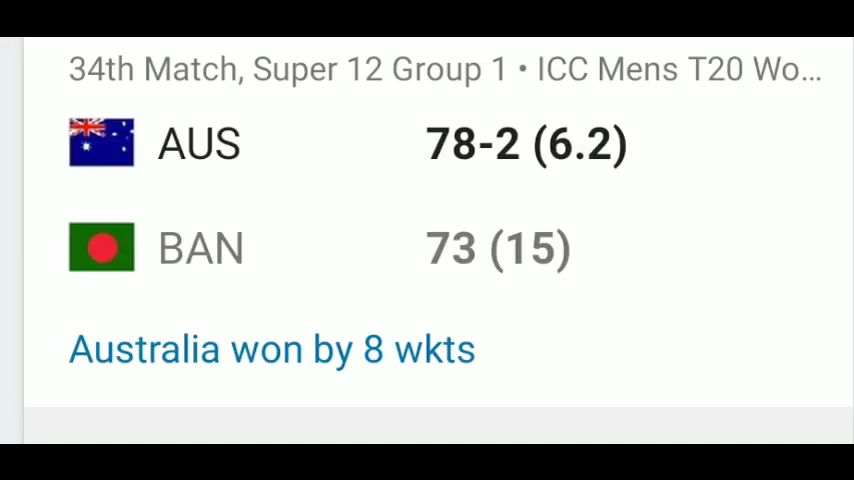 34th Match, Super 12 Group 1 • ICC Mens T20 Wo...
AUS 78-2 (6.2)
BAN 73 (15)
Australia won by 8 wkts